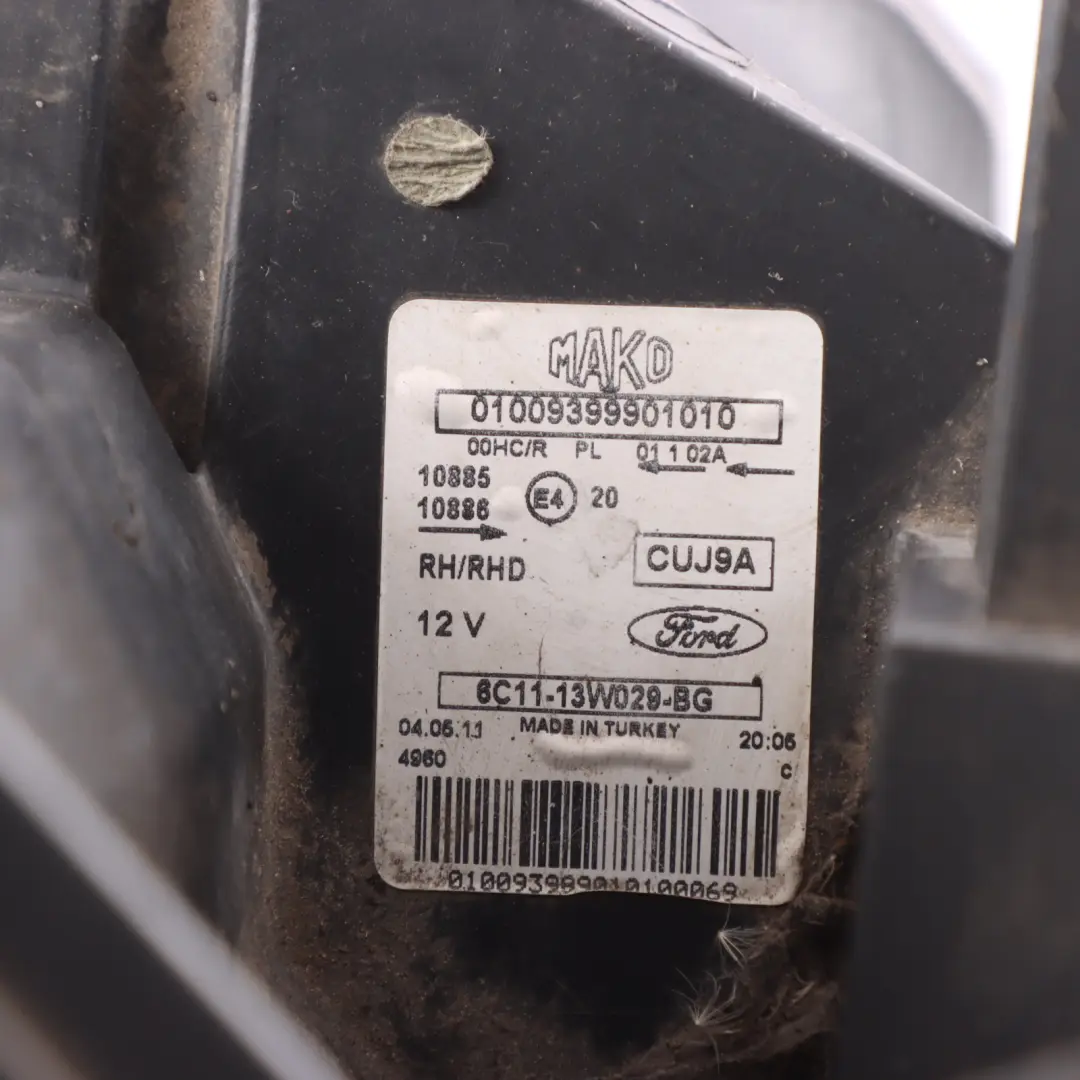 MAKO
01009399901010
00HC/R PL 01 1 02A
10885
10886
E4 20
RH/RHD
CUJ9A
12 V
Ford
6C11-13W029-BG
04.05.11 MADE IN TURKEY 20:05
4960 C
010093999010100069